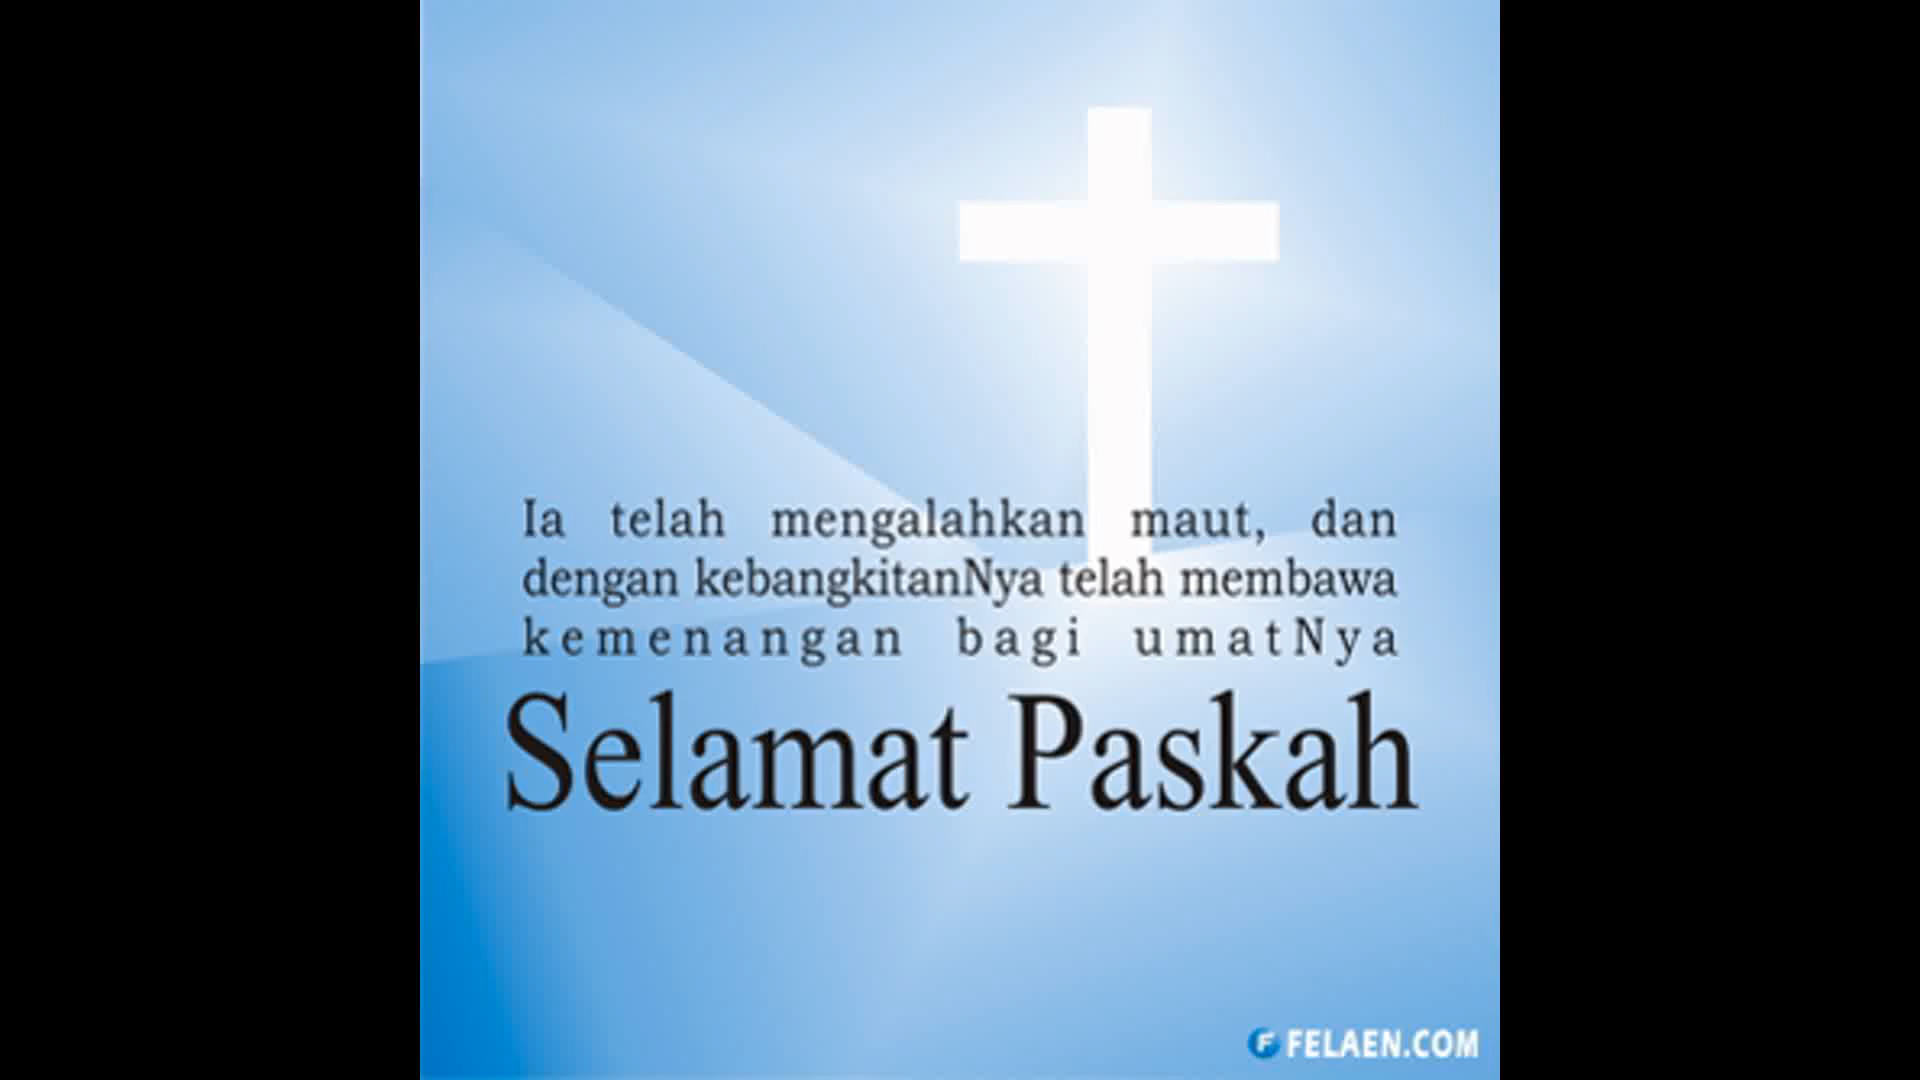 Ia telah mengalahkan maut, dan
dengan kebangkitanNya telah membawa
kemenangan bagi umatNya
Selamat Paskah
F FELAEN.COM